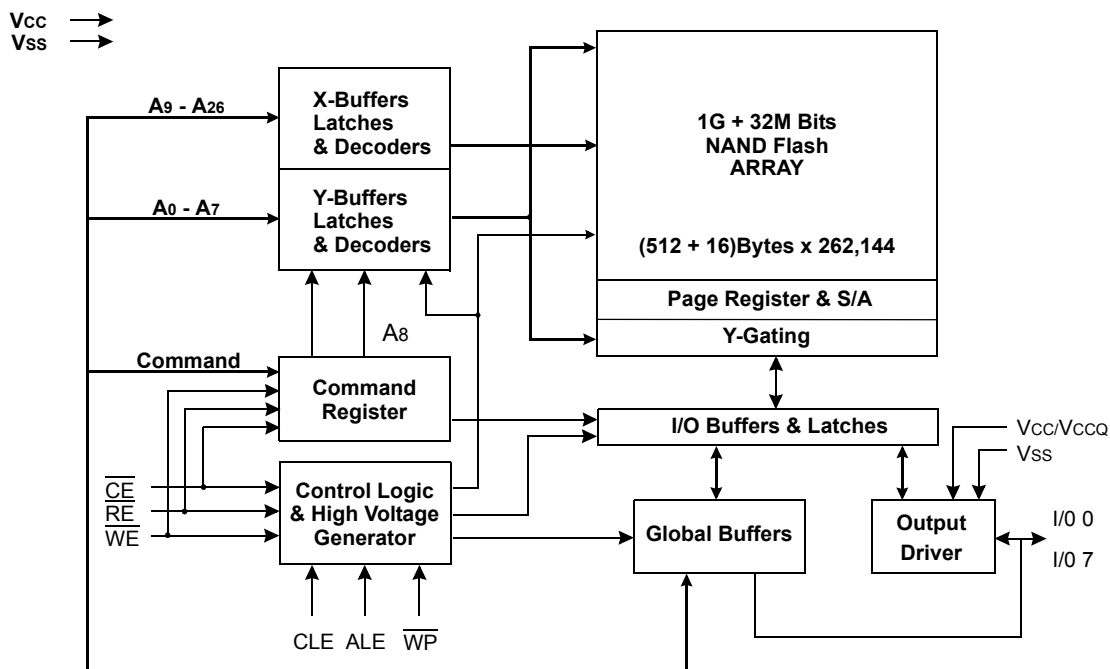 VCC
VSS
A9 - A26
X-Buffers
Latches
& Decoders
A0 - A7
Y-Buffers
Latches
& Decoders
1G + 32M Bits
NAND Flash
ARRAY
(512 + 16)Bytes x 262,144
Page Register & S/A
Y-Gating
A8
Command
Command
Register
I/O Buffers & Latches
VCC/VCCQ
VSS
CE
RE
WE
Control Logic
& High Voltage
Generator
Global Buffers
Output
Driver
I/0 0
I/0 7
CLE
ALE
WP